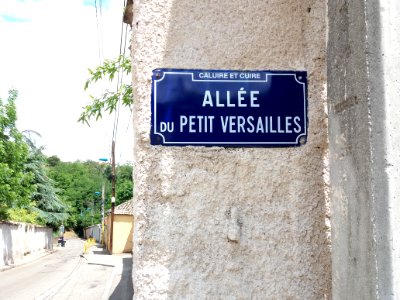 CALUIRE ET CUIRE
ALLÉE
DU PETIT VERSAILLES